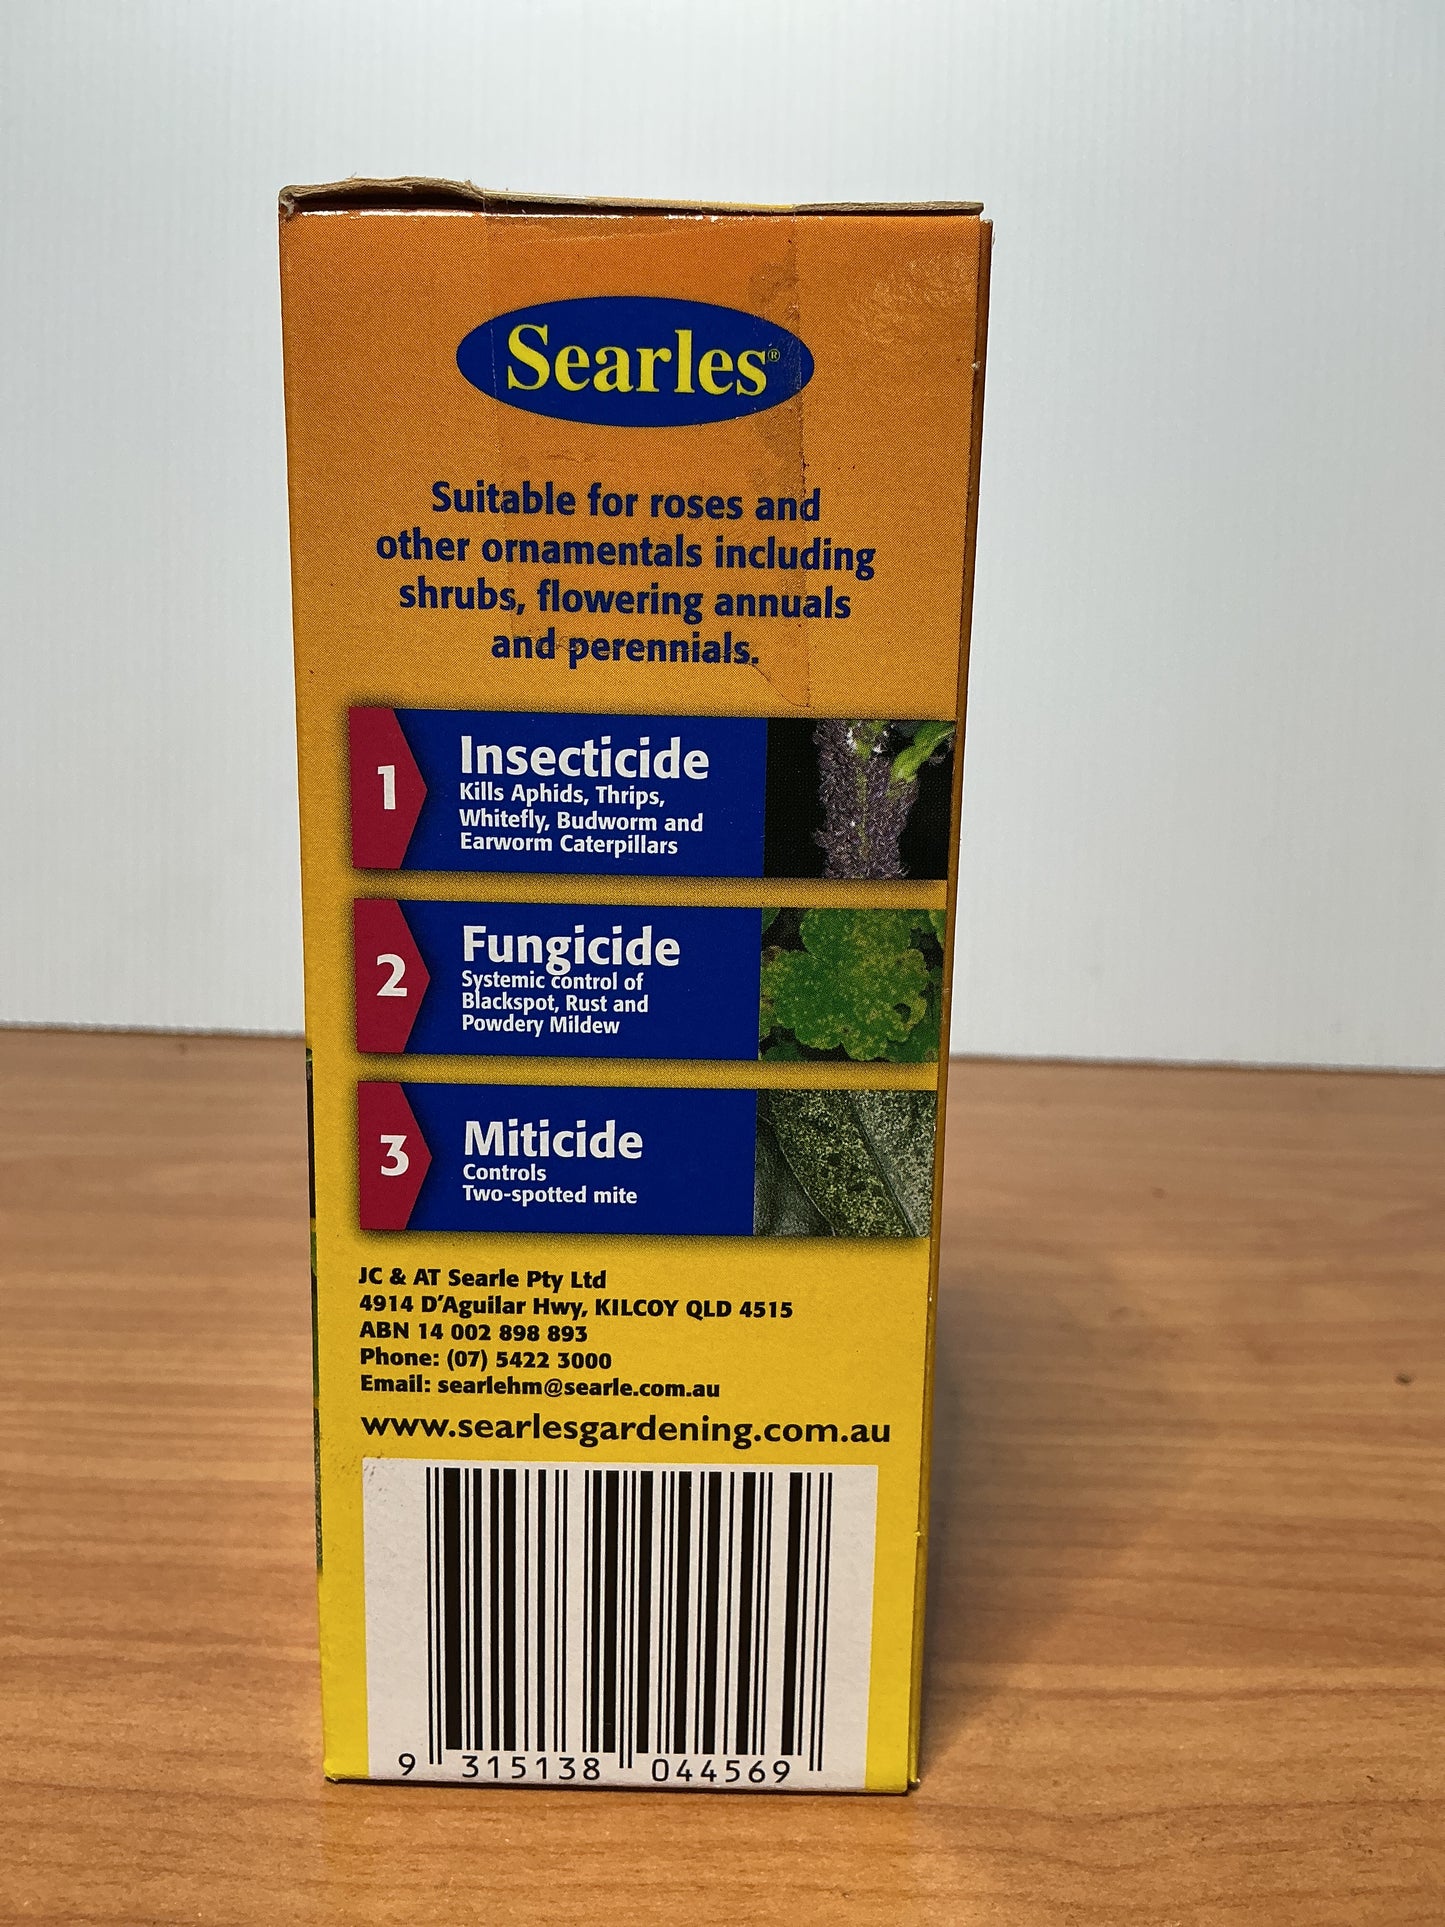 Searles®
Suitable for roses and
other ornamentals including
shrubs, flowering annuals
and perennials.
1
Insecticide
Kills Aphids, Thrips,
Whitefly, Budworm and
Earworm Caterpillars
2
Fungicide
Systemic control of
Blackspot, Rust and
Powdery Mildew
3
Miticide
Controls
Two-spotted mite
JC & AT Searle Pty Ltd
4914 D'Aguilar Hwy, KILCOY QLD 4515
ABN 14 002 898 893
Phone: (07) 5422 3000
Email: searlehm@searle.com.au
www.searlesgardening.com.au
9 315138 044569